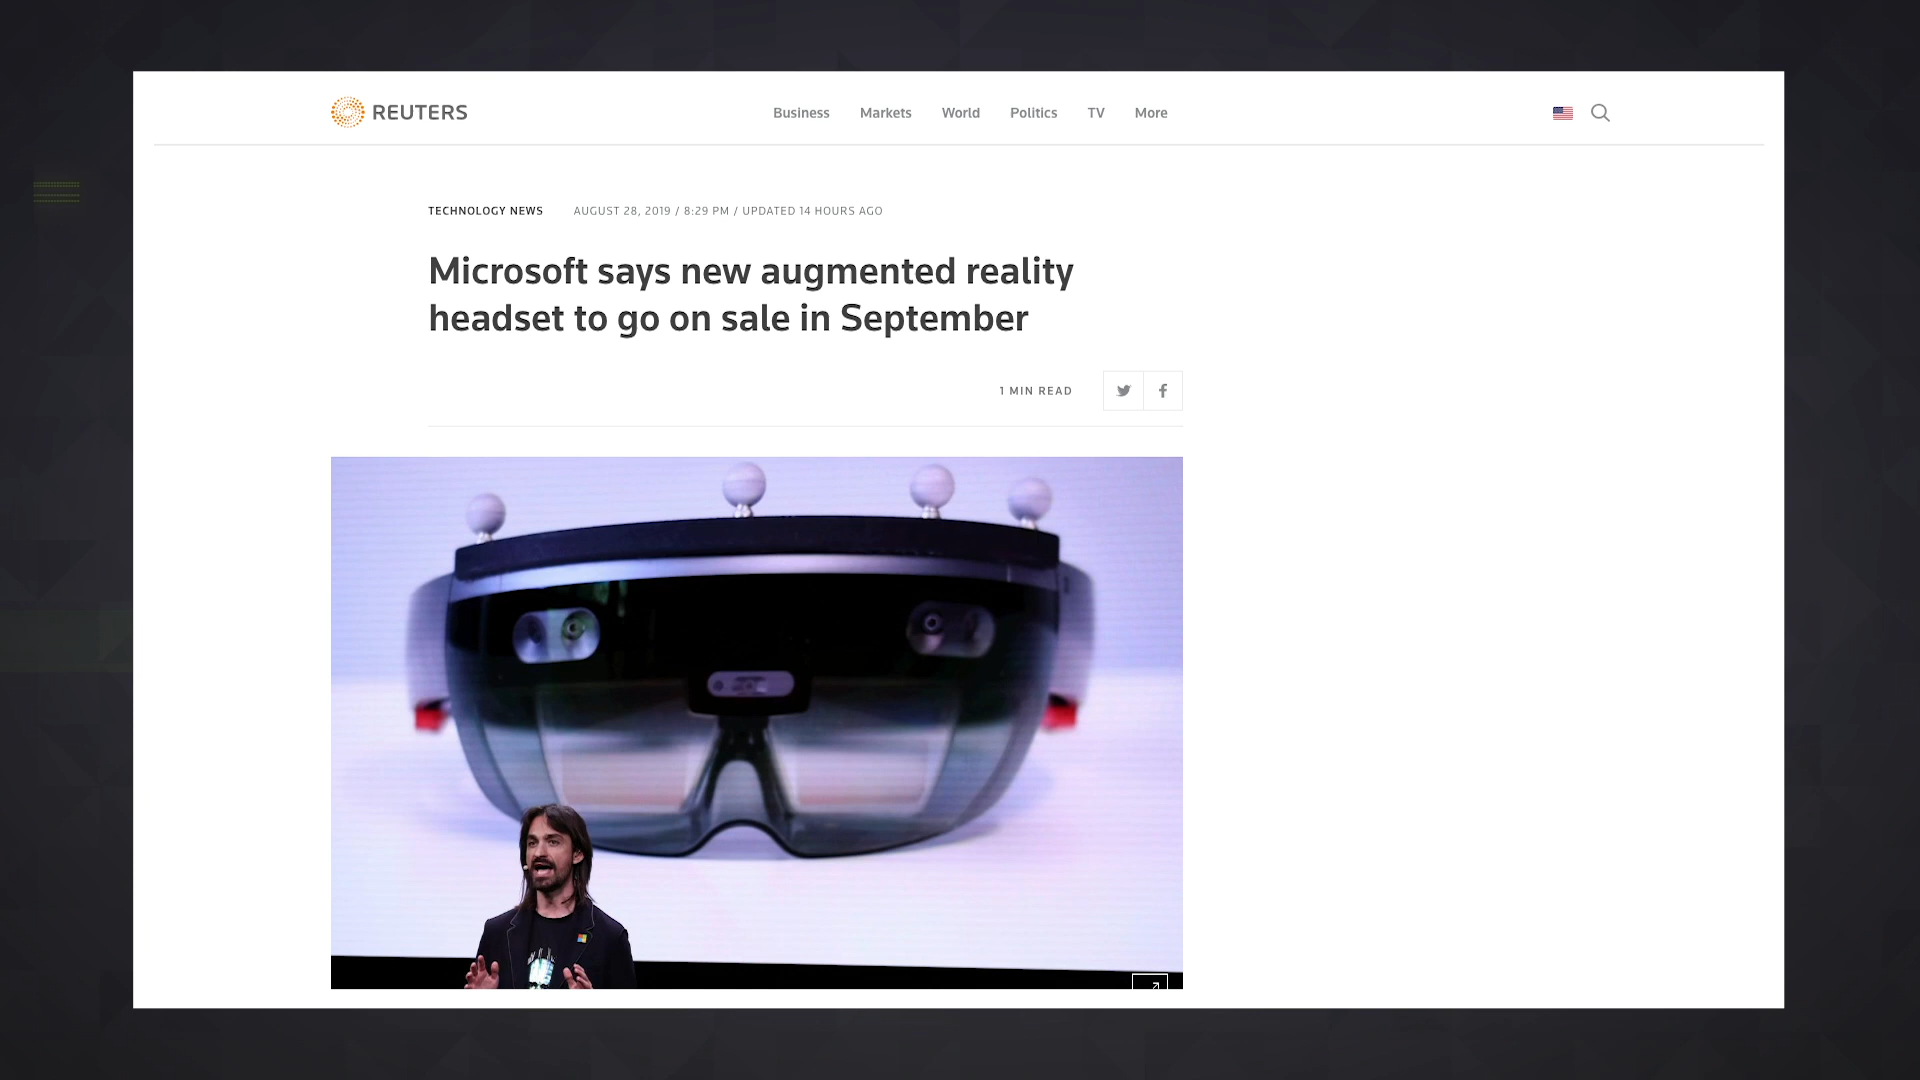 REUTERS
Business Markets World Politics TV More
TECHNOLOGY NEWS AUGUST 28, 2019 / 8:29 PM / UPDATED 14 HOURS AGO
Microsoft says new augmented reality
headset to go on sale in September
1 MIN READ